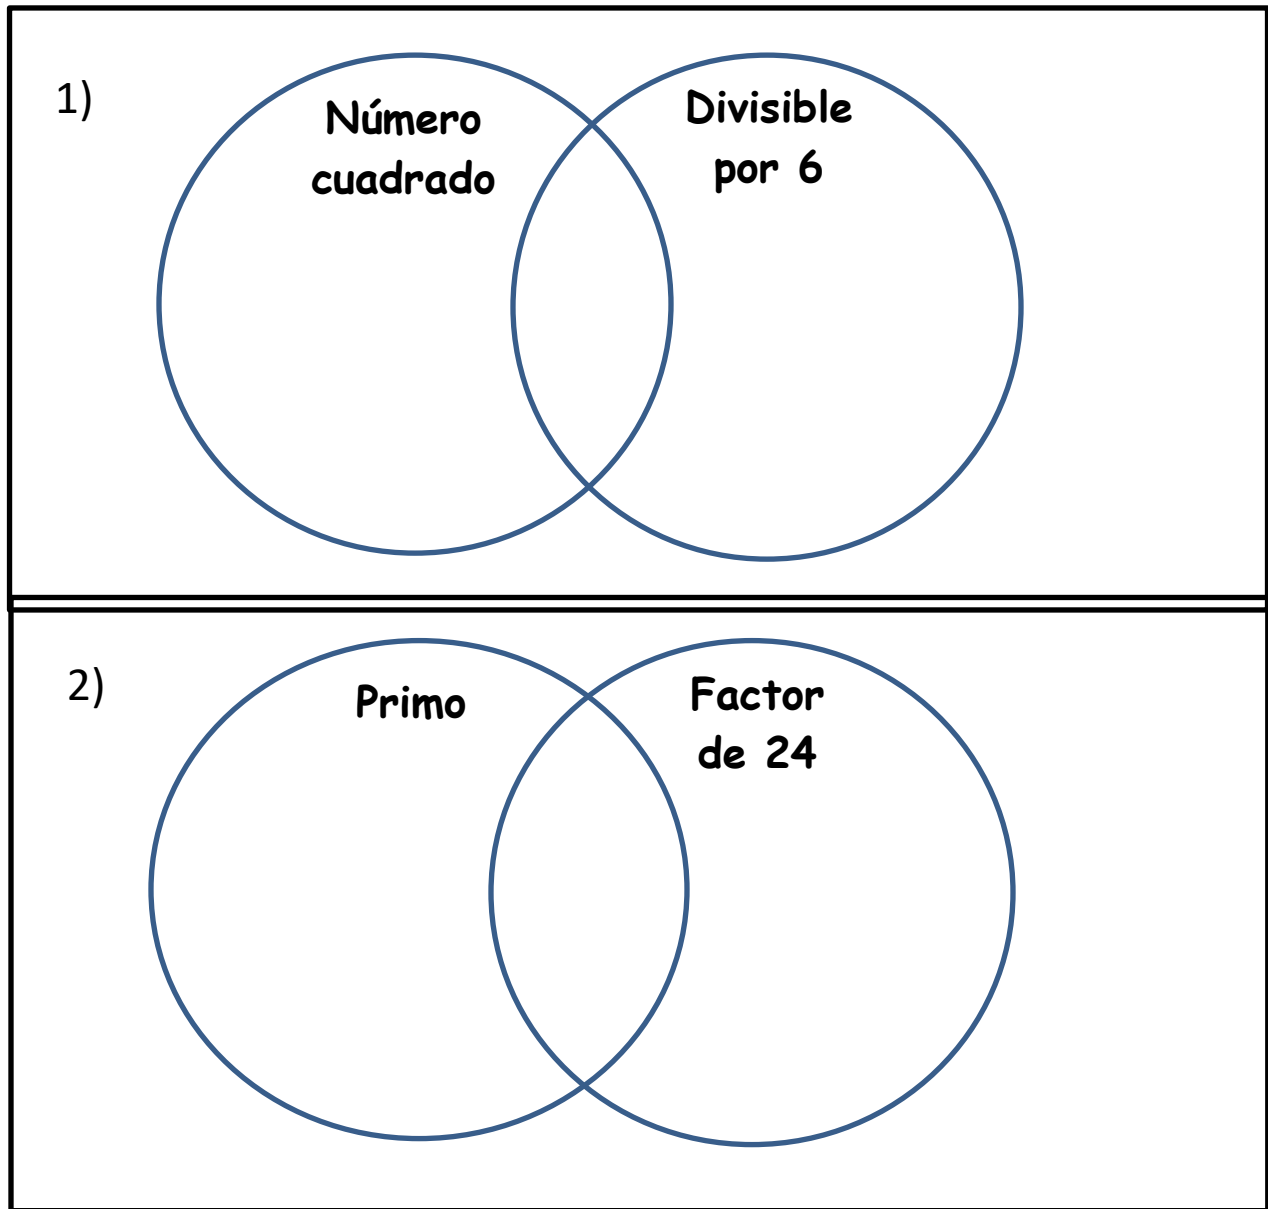 1)
Número
cuadrado
Divisible
por 6
2)
Primo
Factor
de 24